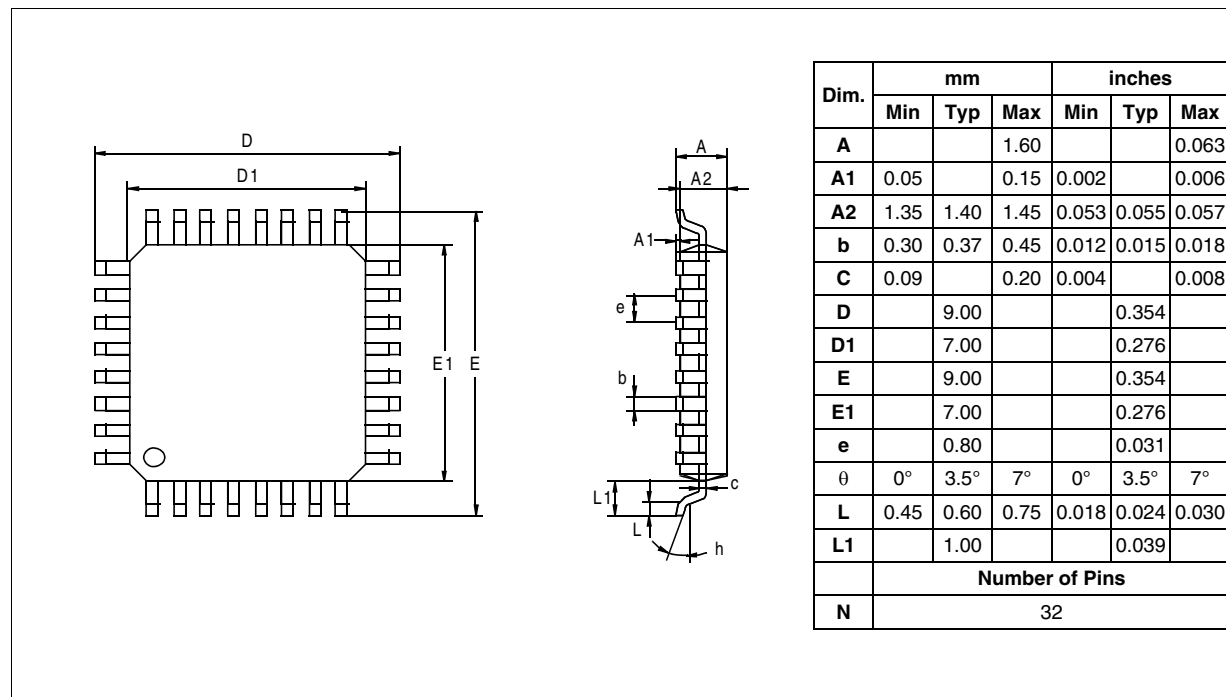 D
D1
E1
E
A
A2
A1
e
b
c
L1
L
h
Dim. mm inches
Min Typ Max Min Typ Max
A 1.60 0.063
A1 0.05 0.15 0.002 0.006
A2 1.35 1.40 1.45 0.053 0.055 0.057
b 0.30 0.37 0.45 0.012 0.015 0.018
C 0.09 0.20 0.004 0.008
D 9.00 0.354
D1 7.00 0.276
E 9.00 0.354
E1 7.00 0.276
e 0.80 0.031
θ 0° 3.5° 7° 0° 3.5° 7°
L 0.45 0.60 0.75 0.018 0.024 0.030
L1 1.00 0.039
Number of Pins
N 32